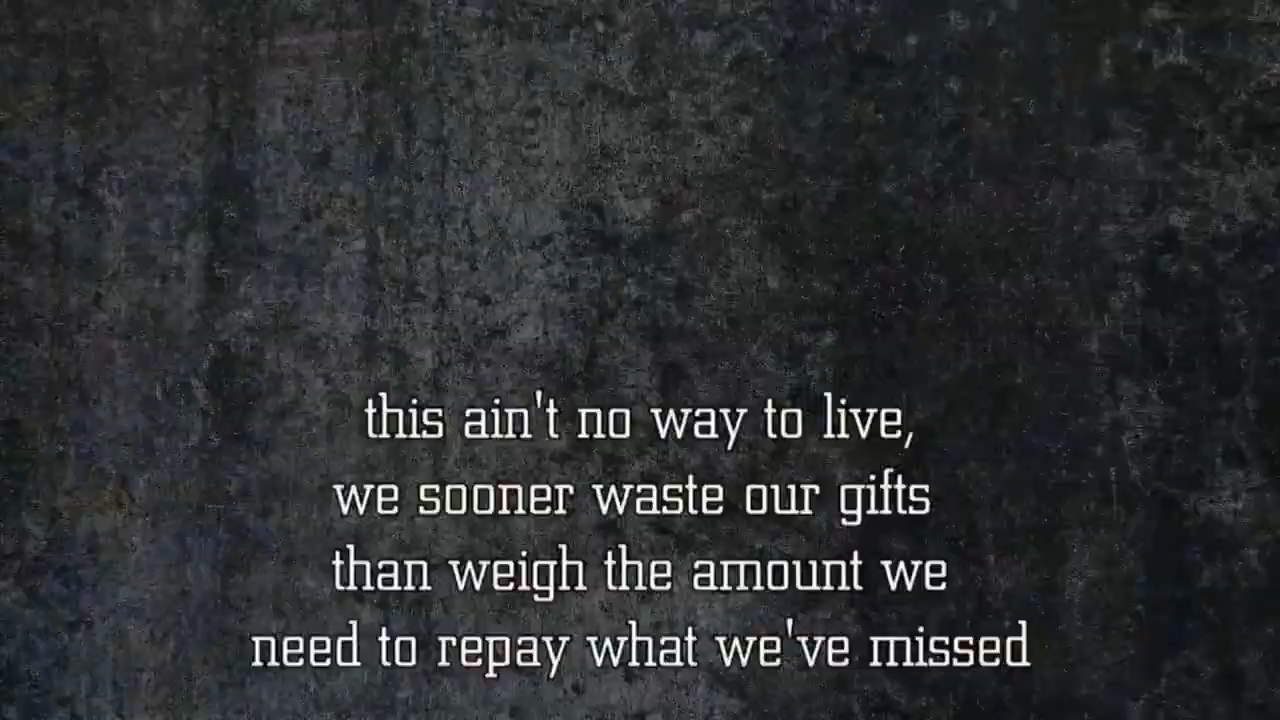 this ain't no way to live,
we sooner waste our gifts
than weigh the amount we
need to repay what we've missed